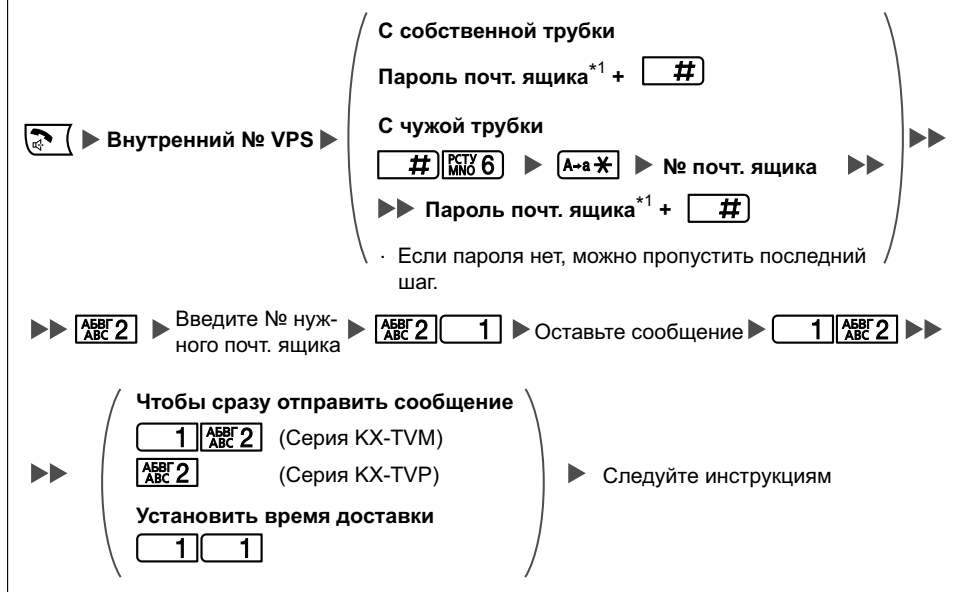 С собственной трубки
Пароль почт. ящика*1 + #
▶ Внутренний № VPS ▶
С чужой трубки
# РСТУ MNO 6 ▶ A→a * ▶ № почт. ящика ▶▶
▶▶ Пароль почт. ящика*1 + #
· Если пароля нет, можно пропустить последний
шаг.
▶▶ АБВГ ABC 2 ▶ Введите № нуж-
ного почт. ящика ▶ АБВГ ABC 2 1 ▶ Оставьте сообщение ▶ 1 АБВГ ABC 2 ▶▶
Чтобы сразу отправить сообщение
1 АБВГ ABC 2 (Серия KX-TVM)
▶▶ АБВГ ABC 2 (Серия KX-TVP) ▶ Следуйте инструкциям
Установить время доставки
1 1